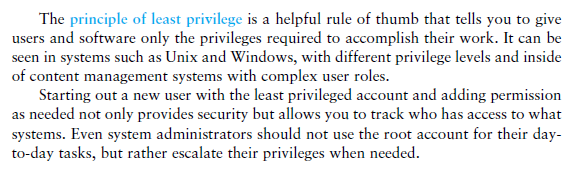 The principle of least privilege is a helpful rule of thumb that tells you to give
users and software only the privileges required to accomplish their work. It can be
seen in systems such as Unix and Windows, with different privilege levels and inside
of content management systems with complex user roles.
Starting out a new user with the least privileged account and adding permission
as needed not only provides security but allows you to track who has access to what
systems. Even system administrators should not use the root account for their day-
to-day tasks, but rather escalate their privileges when needed.